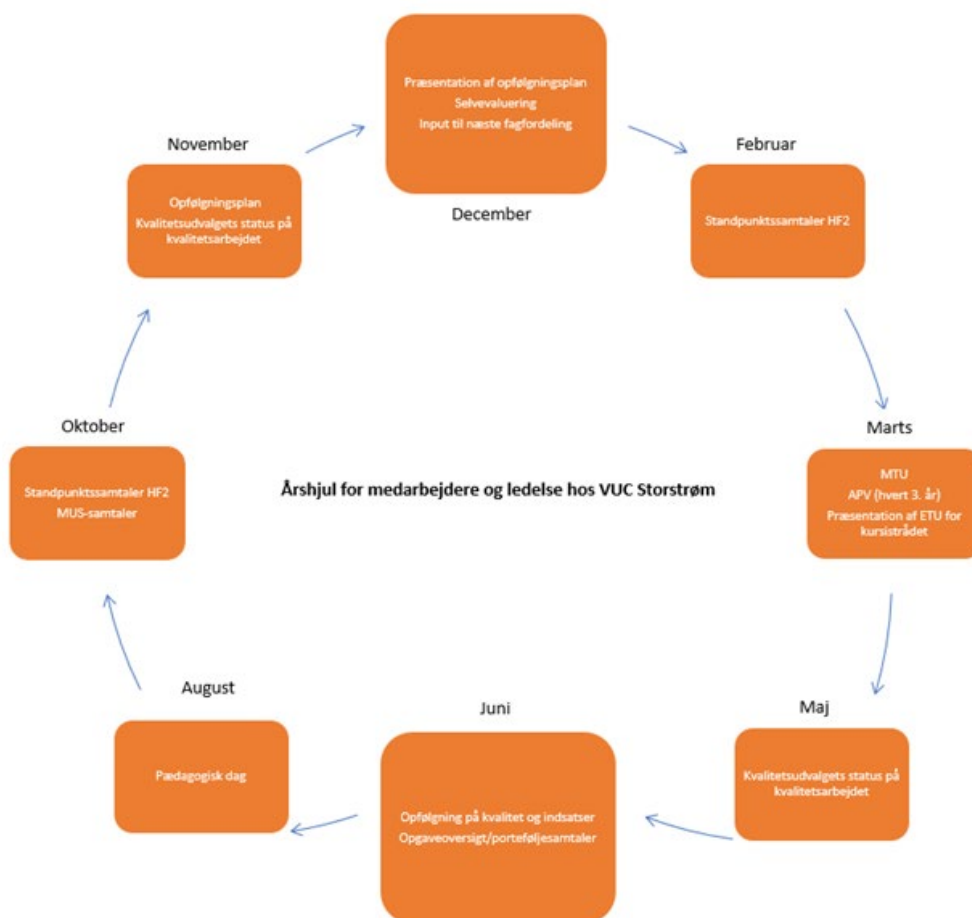 Præsentation af opfølgningsplan
Selvevaluering
Input til næste fagfordeling
December
Februar
Standpunktssamtaler HF2
Marts
MTU
APV (hvert 3. år)
Præsentation af ETU for
kursistrådet
Maj
Kvalitetsudvalgets status på
kvalitetsarbejdet
Juni
Opfølgning på kvalitet og indsatser
Opgaveoversigt/porteføljesamtaler
August
Pædagogisk dag
Oktober
Standpunktssamtaler HF2
MUS-samtaler
November
Opfølgningsplan
Kvalitetsudvalgets status på
kvalitetsarbejdet
Årshjul for medarbejdere og ledelse hos VUC Storstrøm